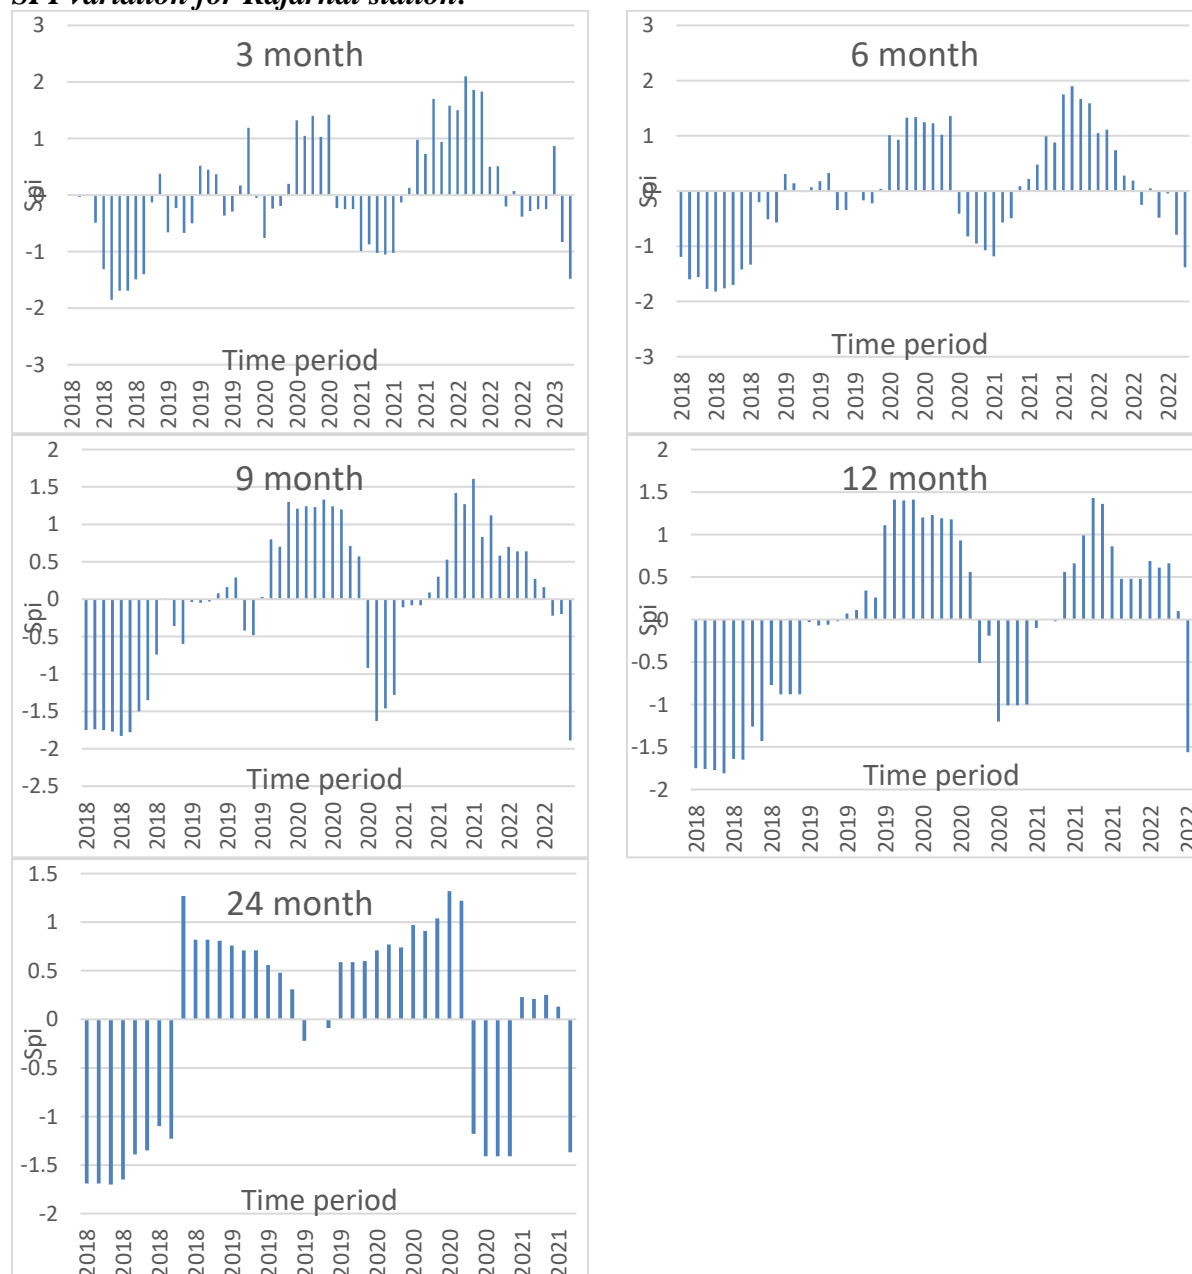 SPI variation for Rajarhat station:
3 month
3
2
1
0
-1
-2
-3
Spi
Time period
2018 2018 2018 2019 2019 2019 2020 2020 2020 2021 2021 2021 2022 2022 2022 2023
6 month
3
2
1
0
-1
-2
-3
Spi
Time period
2018 2018 2018 2019 2019 2019 2020 2020 2020 2021 2021 2021 2022 2022 2022
9 month
2
1.5
1
0.5
0
-0.5
-1
-1.5
-2
-2.5
Spi
Time period
2018 2018 2018 2019 2019 2019 2020 2020 2020 2021 2021 2021 2022 2022
12 month
2
1.5
1
0.5
0
-0.5
-1
-1.5
-2
Spi
Time period
2018 2018 2018 2019 2019 2019 2020 2020 2020 2021 2021 2021 2022 2022
24 month
1.5
1
0.5
0
-0.5
-1
-1.5
-2
Spi
Time period
2018 2018 2018 2018 2019 2019 2019 2019 2020 2020 2020 2020 2021 2021